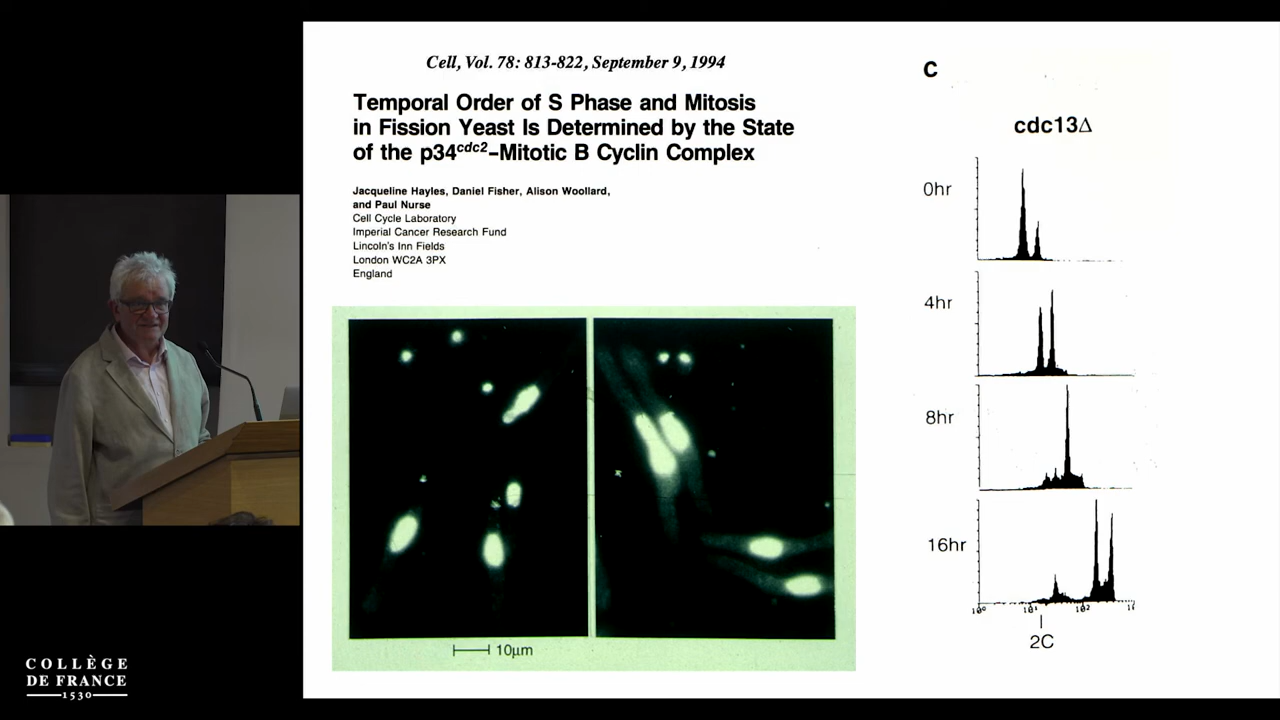 Cell, Vol. 78: 813-822, September 9, 1994
Temporal Order of S Phase and Mitosis
in Fission Yeast Is Determined by the State
of the p34cdc2–Mitotic B Cyclin Complex
Jacqueline Hayles, Daniel Fisher, Alison Woollard,
and Paul Nurse
Cell Cycle Laboratory
Imperial Cancer Research Fund
Lincoln's Inn Fields
London WC2A 3PX
England
10μm
C
cdc13Δ
0hr
4hr
8hr
16hr
10⁰ 10¹ 10²
2C
COLLÈGE
DE FRANCE
1530